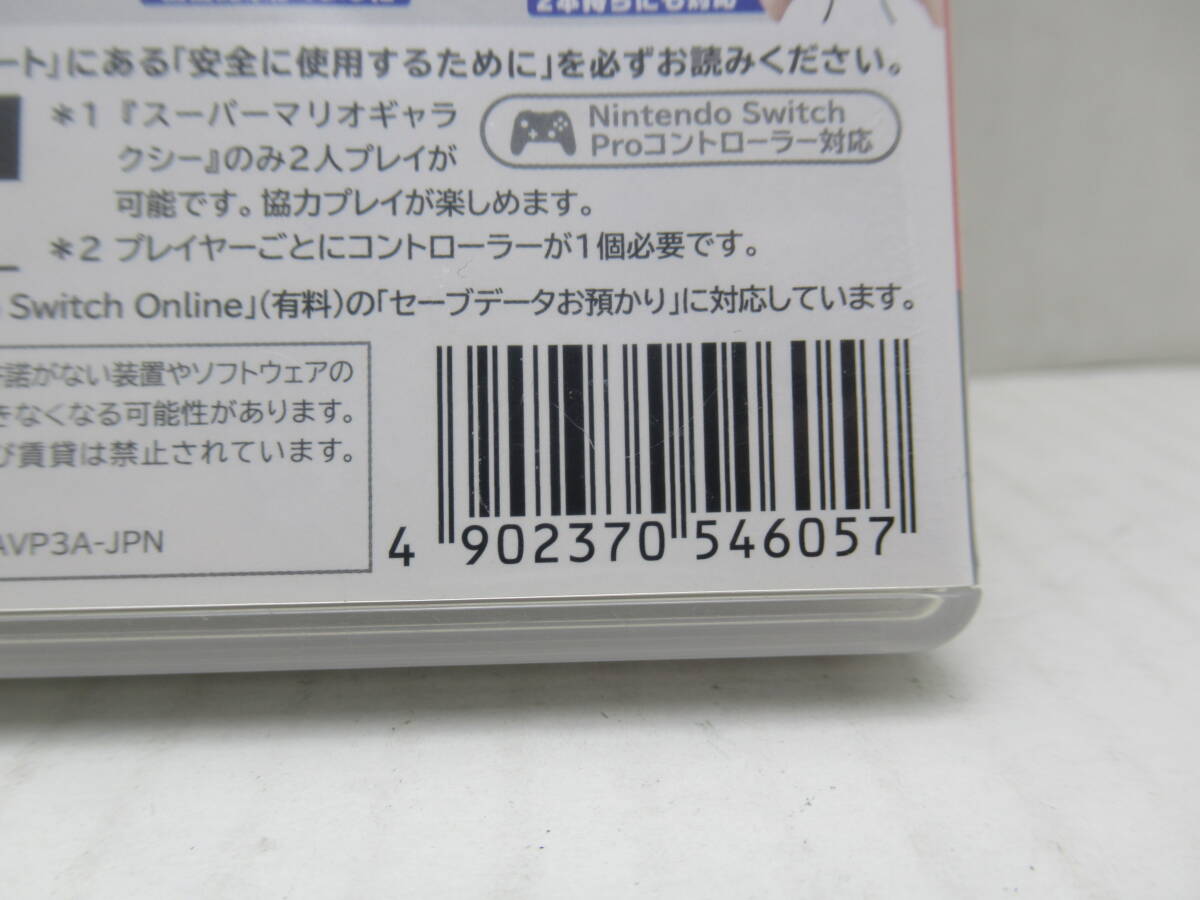 2本持ちにも対応
ート』にある「安全に使用するために」を必ずお読みください。
＊1 『スーパーマリオギャラ
クシー』のみ2人プレイが
可能です。協力プレイが楽しめます。
Nintendo Switch
Proコントローラー対応
＊2 プレイヤーごとにコントローラーが1個必要です。
Switch Online」(有料)の「セーブデータお預かり」に対応しています。
諾がない装置やソフトウェアの
きなくなる可能性があります。
び賃貸は禁止されています。
AVP3A-JPN
4 902370 546057